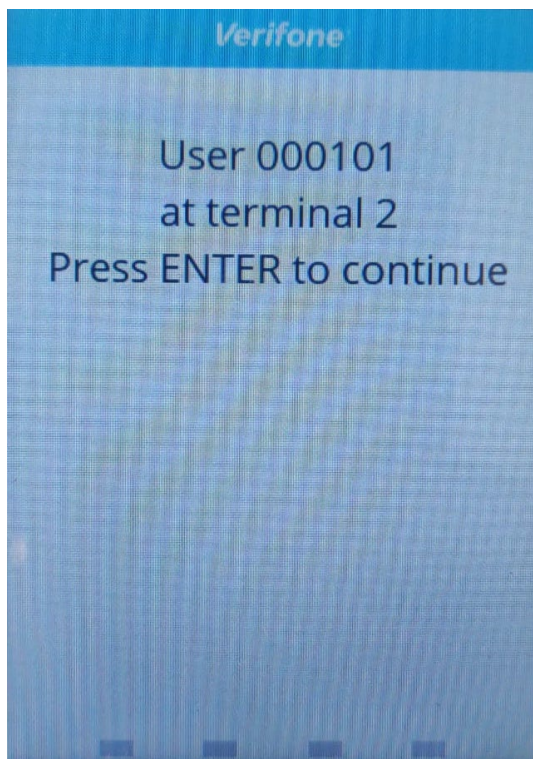 Verifone
User 000101
at terminal 2
Press ENTER to continue